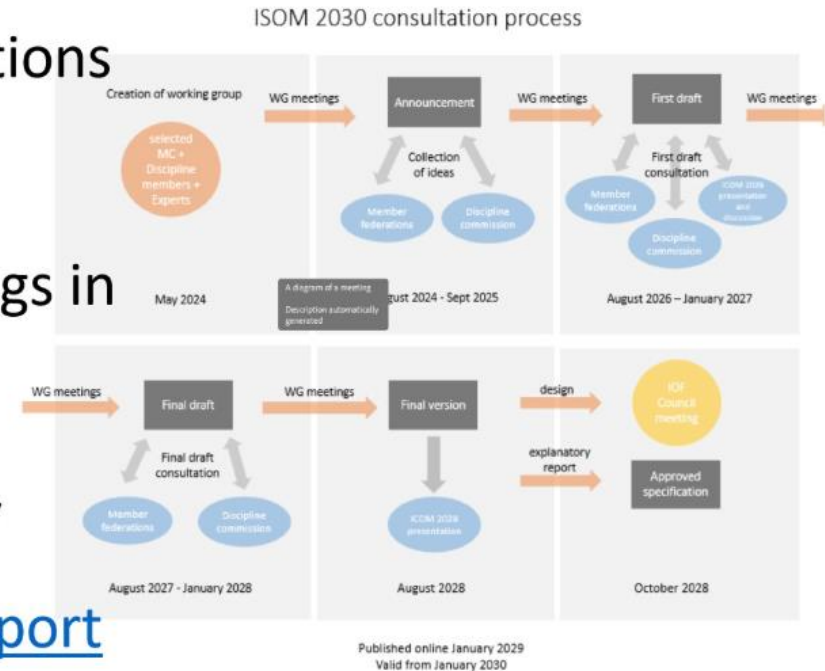 ISOM 2030 consultation process
tions
gs in
port
Creation of working group
selected
MC +
Discipline
members +
Experts
May 2024
WG meetings
Announcement
Collection
of ideas
Member
federations
Discipline
commission
gust 2024 - Sept 2025
A diagram of a meeting
Description automatically
generated
WG meetings
First draft
First draft
consultation
Member
federations
Discipline
commission
presentation
and
discussion
August 2026 – January 2027
WG meetings
WG meetings
Final draft
Final draft
consultation
Member
federations
Discipline
commission
August 2027 - January 2028
WG meetings
Final version
ICOM 2028
presentation
August 2028
design
IOF
Council
meeting
explanatory
report
Approved
specification
October 2028
Published online January 2029
Valid from January 2030